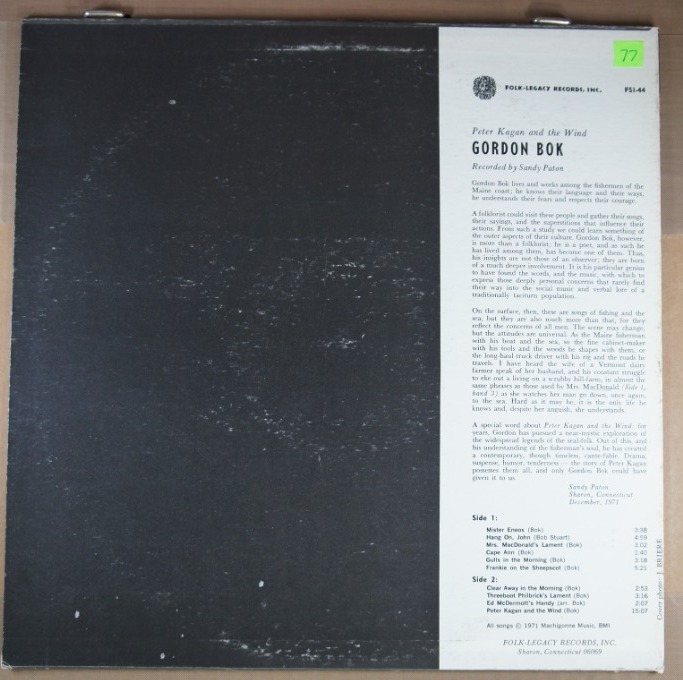 77
FOLK-LEGACY RECORDS, INC. FSI-44
Peter Kagan and the Wind
GORDON BOK
Recorded by Sandy Paton
Gordon Bok lives and works among the fishermen of the
Maine coast; he knows their language and their ways,
he understands their fears and respects their courage.
A folklorist could visit these people and gather their songs,
their sayings, and the superstitions that influence their
actions. From such a study we could learn something of
the outer aspects of their culture. Gordon Bok, however,
is more than a folklorist; he is a poet, and as such he
has lived among them, has become one of them. Thus,
his insights are not those of an observer; they are born
of a much deeper involvement. It is his particular genius
to have found the words, and the music, with which to
express those deeply personal concerns that rarely find
their way into the social music and verbal lore of a
traditionally taciturn population.
On the surface, then, these are songs of fishing and the
sea, but they are also much more than that, for they
reflect the concerns of all men. The scene may change,
but the attitudes are universal. As the Maine fisherman
with his boat and the sea, so the fine cabinet-maker
with his tools and the woods he shapes with them, or
the long-haul truck driver with his rig and the roads he
travels. I have heard the wife of a Vermont dairy
farmer speak of her husband, and his constant struggle
to eke out a living on a scrubby hill-farm, in almost the
same phrases as those used by Mrs. MacDonald (Side 1,
band 3) as she watches her man go down, once again,
to the sea. Hard as it may be, it is the only life he
knows and, despite her anguish, she understands.
A special word about Peter Kagan and the Wind: for
years, Gordon has pursued a near-mystic exploration of
the widespread legends of the seal-folk. Out of this, and
his understanding of the fisherman's soul, he has created
a contemporary, though timeless, cante-fable. Drama,
suspense, humor, tenderness — the story of Peter Kagan
possesses them all, and only Gordon Bok could have
given it to us.
Sandy Paton
Sharon, Connecticut
December, 1971
Side 1:
Mister Eneos (Bok) 3:38
Hang On, John (Bob Stuart) 4:59
Mrs. MacDonald's Lament (Bok) 3:02
Cape Ann (Bok) 3:40
Gulls in the Morning (Bok) 3:18
Frankie on the Sheepscot (Bok) 5:21
Side 2:
Clear Away in the Morning (Bok) 2:53
Threeboot Philbrick's Lament (Bok) 3:16
Ed McDermott's Handy (arr. Bok) 2:07
Peter Kagan and the Wind (Bok) 15:07
All songs © 1971 Machigonne Music, BMI
FOLK-LEGACY RECORDS, INC.
Sharon, Connecticut 06069
Cover photo: J. BRIERE